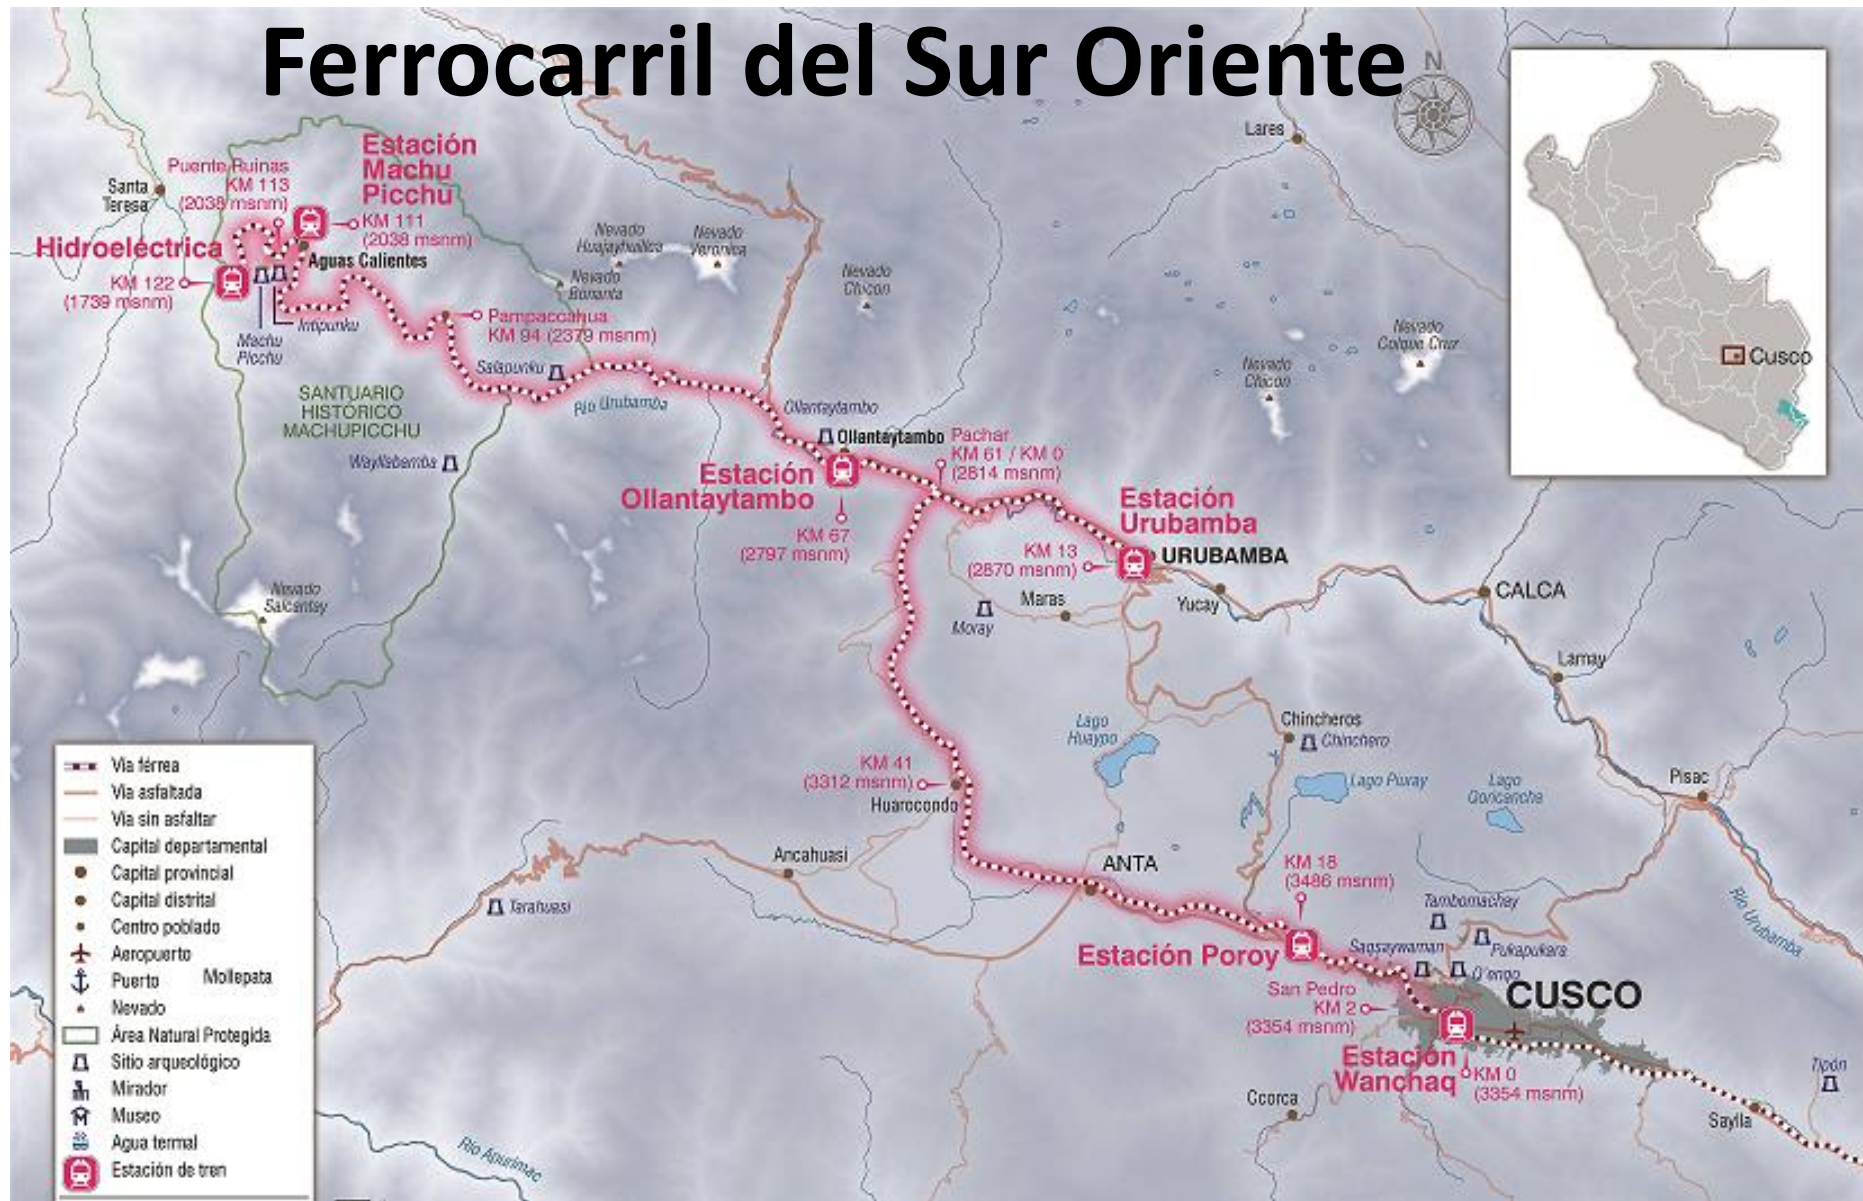 Ferrocarril del Sur Oriente
N
Lares
Estación
Machu
Picchu
Puente Ruinas
KM 113
(2038 msnm)
Santa
Teresa
KM 111
(2038 msnm)
Hidroeléctrica
Aguas Calientes
KM 122
(1739 msnm)
Nevado
Huajayhuillca
Nevado
Verónica
Nevado
Bonanta
Nevado
Chicon
Intipunku
Machu
Picchu
Pampaccahua
KM 94 (2379 msnm)
Salapunku
Río Urubamba
SANTUARIO
HISTÓRICO
MACHUPICCHU
Wayllabamba
Nevado
Colque Cruz
Nevado
Chicon
Cusco
Ollantaytambo
Ollantaytambo
Pachar
KM 61 / KM 0
(2814 msnm)
Estación
Ollantaytambo
KM 67
(2797 msnm)
Estación
Urubamba
KM 13
(2870 msnm)
URUBAMBA
Maras
Moray
Yucay
CALCA
Lamay
Nevado
Salcantay
Lago
Huaypo
Chincheros
Chinchero
Lago Piuray
Lago
Qoricancha
Pisac
KM 41
(3312 msnm)
Huarocondo
Ancahuasi
ANTA
Tarahuasi
KM 18
(3486 msnm)
Estación Poroy
Tambomachay
Pukapukara
Saqsaywaman
Q'enqo
Río Urubamba
CUSCO
San Pedro
KM 2
(3354 msnm)
Estación
Wanchaq
KM 0
(3354 msnm)
Ccorca
Tipón
Saylla
Río Apurimac
Vía férrea
Vía asfaltada
Vía sin asfaltar
Capital departamental
Capital provincial
Capital distrital
Centro poblado
Aeropuerto
Puerto
Mollepata
Nevado
Área Natural Protegida
Sitio arqueológico
Mirador
Museo
Agua termal
Estación de tren